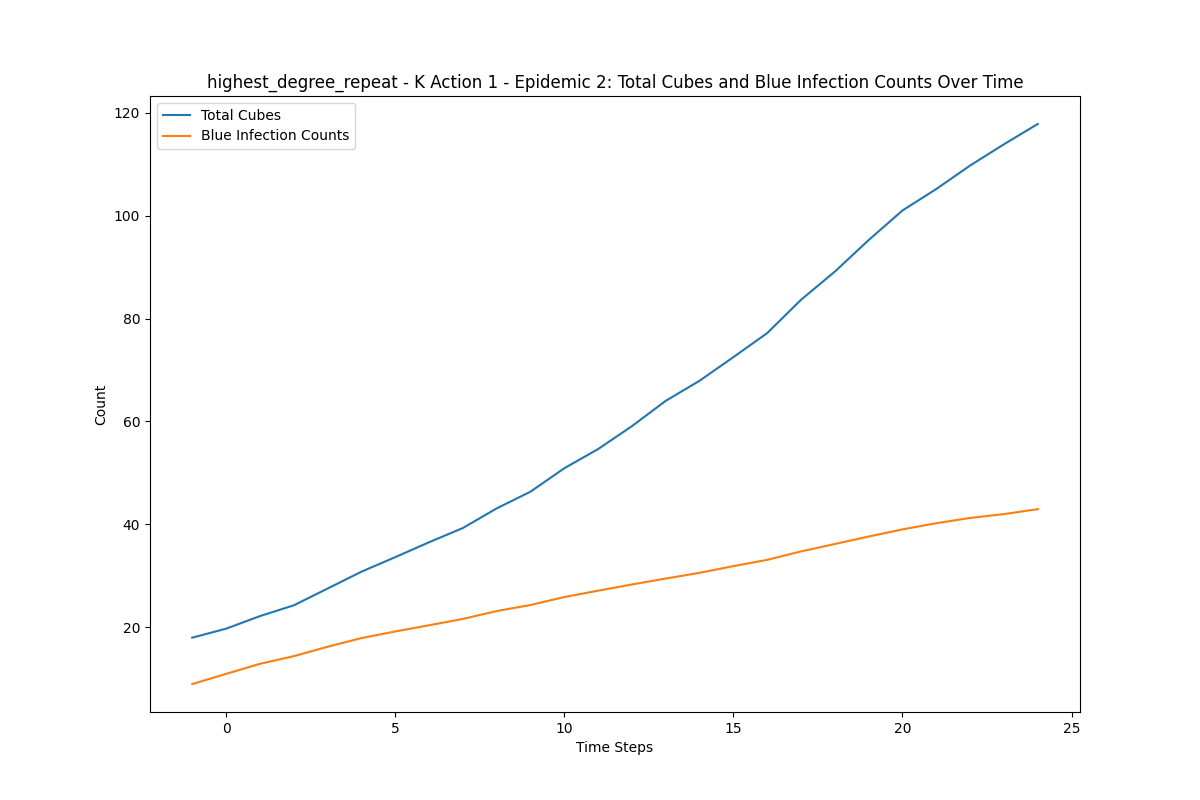 highest_degree_repeat - K Action 1 - Epidemic 2: Total Cubes and Blue Infection Counts Over Time
Total Cubes
Blue Infection Counts
120
100
80
60
40
20
Count
0 5 10 15 20 25
Time Steps